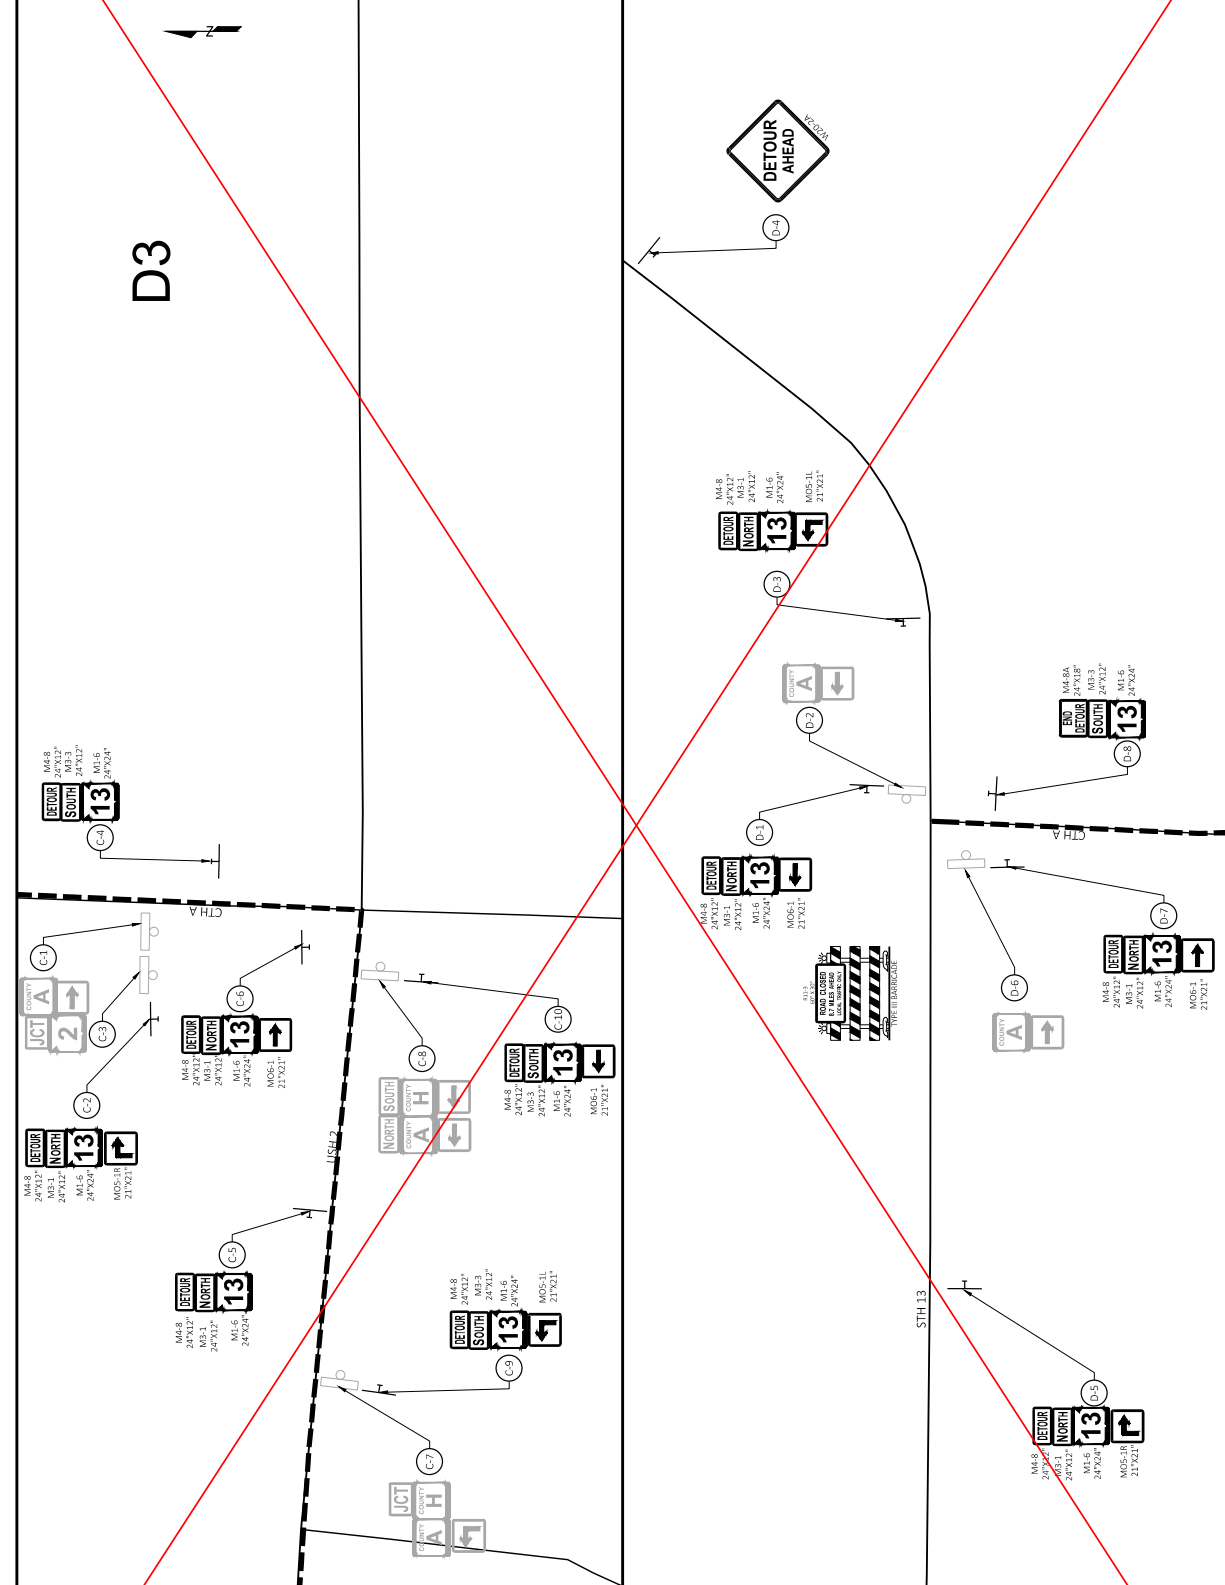 N
D3
M4-8
24"X12"
M3-3
24"X12"
M1-6
24"X24"
DETOUR
SOUTH
13
C-4
CTH A
C-1
COUNTY
A
JCT
2
C-3
C-2
DETOUR
NORTH
13
M4-8
24"X12"
M3-1
24"X12"
M1-6
24"X24"
MO5-1R
21"X21"
C-6
DETOUR
NORTH
13
M4-8
24"X12"
M3-1
24"X12"
M1-6
24"X24"
MO6-1
21"X21"
USH 2
C-5
DETOUR
NORTH
13
M4-8
24"X12"
M3-1
24"X12"
M1-6
24"X24"
C-8
SOUTH
COUNTY
H
NORTH
COUNTY
A
C-10
DETOUR
SOUTH
13
M4-8
24"X12"
M3-3
24"X12"
M1-6
24"X24"
MO6-1
21"X21"
M4-8
24"X12"
M3-3
24"X12"
M1-6
24"X24"
MO5-1L
21"X21"
DETOUR
SOUTH
13
C-9
C-7
JCT
COUNTY
H
COUNTY
A
DETOUR
AHEAD
W20-2A
D-4
M4-8
24"X12"
M3-1
24"X12"
M1-6
24"X24"
MO5-1L
21"X21"
DETOUR
NORTH
13
D-3
COUNTY
A
D-2
D-1
DETOUR
NORTH
13
M4-8
24"X12"
M3-1
24"X12"
M1-6
24"X24"
MO6-1
21"X21"
R11-3
60"X30"
ROAD CLOSED
8.7 MILES AHEAD
LOCAL TRAFFIC ONLY
TYPE III BARRICADE
M4-8A
24"X18"
M3-3
24"X12"
M1-6
24"X24"
END
DETOUR
SOUTH
13
D-8
CTH A
D-7
DETOUR
NORTH
13
M4-8
24"X12"
M3-1
24"X12"
M1-6
24"X24"
MO6-1
21"X21"
D-6
COUNTY
A
STH 13
D-5
DETOUR
NORTH
13
M4-8
24"X12"
M3-1
24"X12"
M1-6
24"X24"
MO5-1R
21"X21"